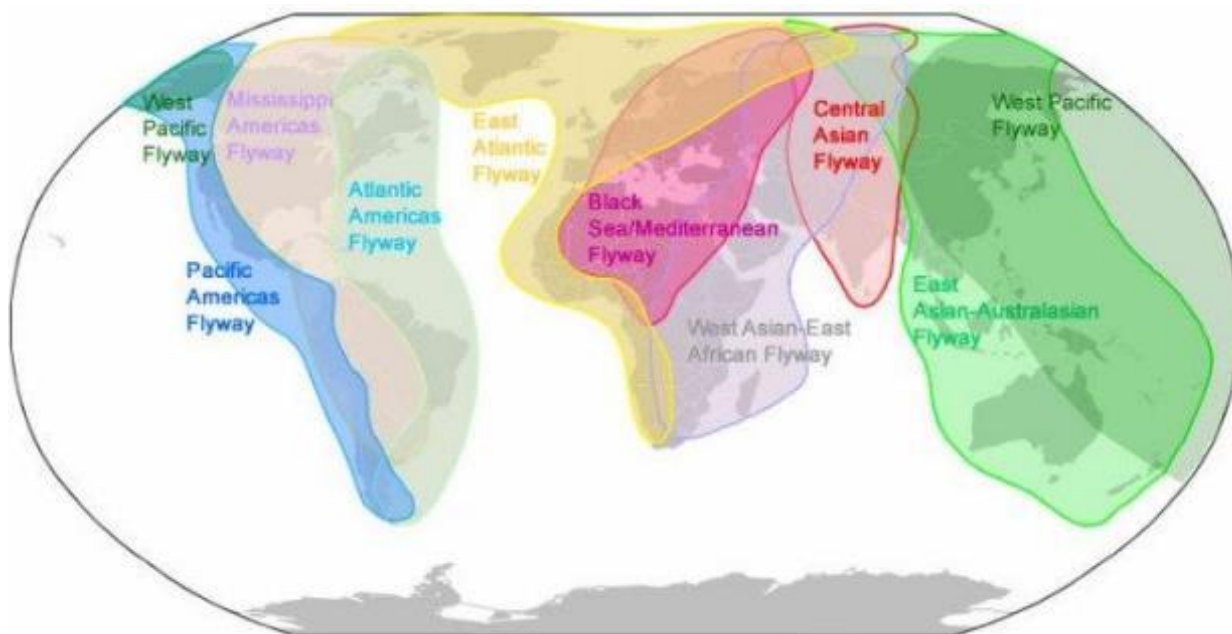 West
Pacific
Flyway
Mississippi
Americas
Flyway
East
Atlantic
Flyway
Central
Asian
Flyway
West Pacific
Flyway
Atlantic
Americas
Flyway
Black
Sea/Mediterranean
Flyway
Pacific
Americas
Flyway
East
Asian-Australasian
Flyway
West Asian-East
African Flyway